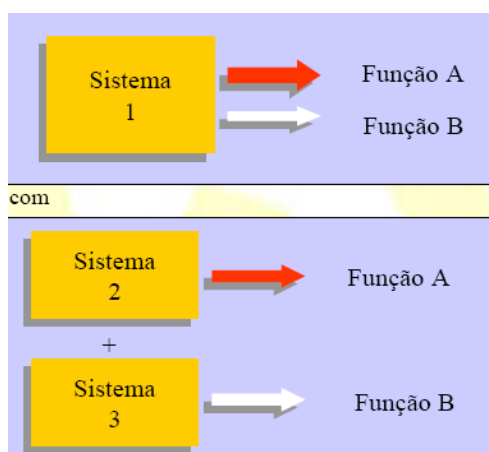 Sistema
1
Função A
Função B
com
Sistema
2
Função A
+
Sistema
3
Função B